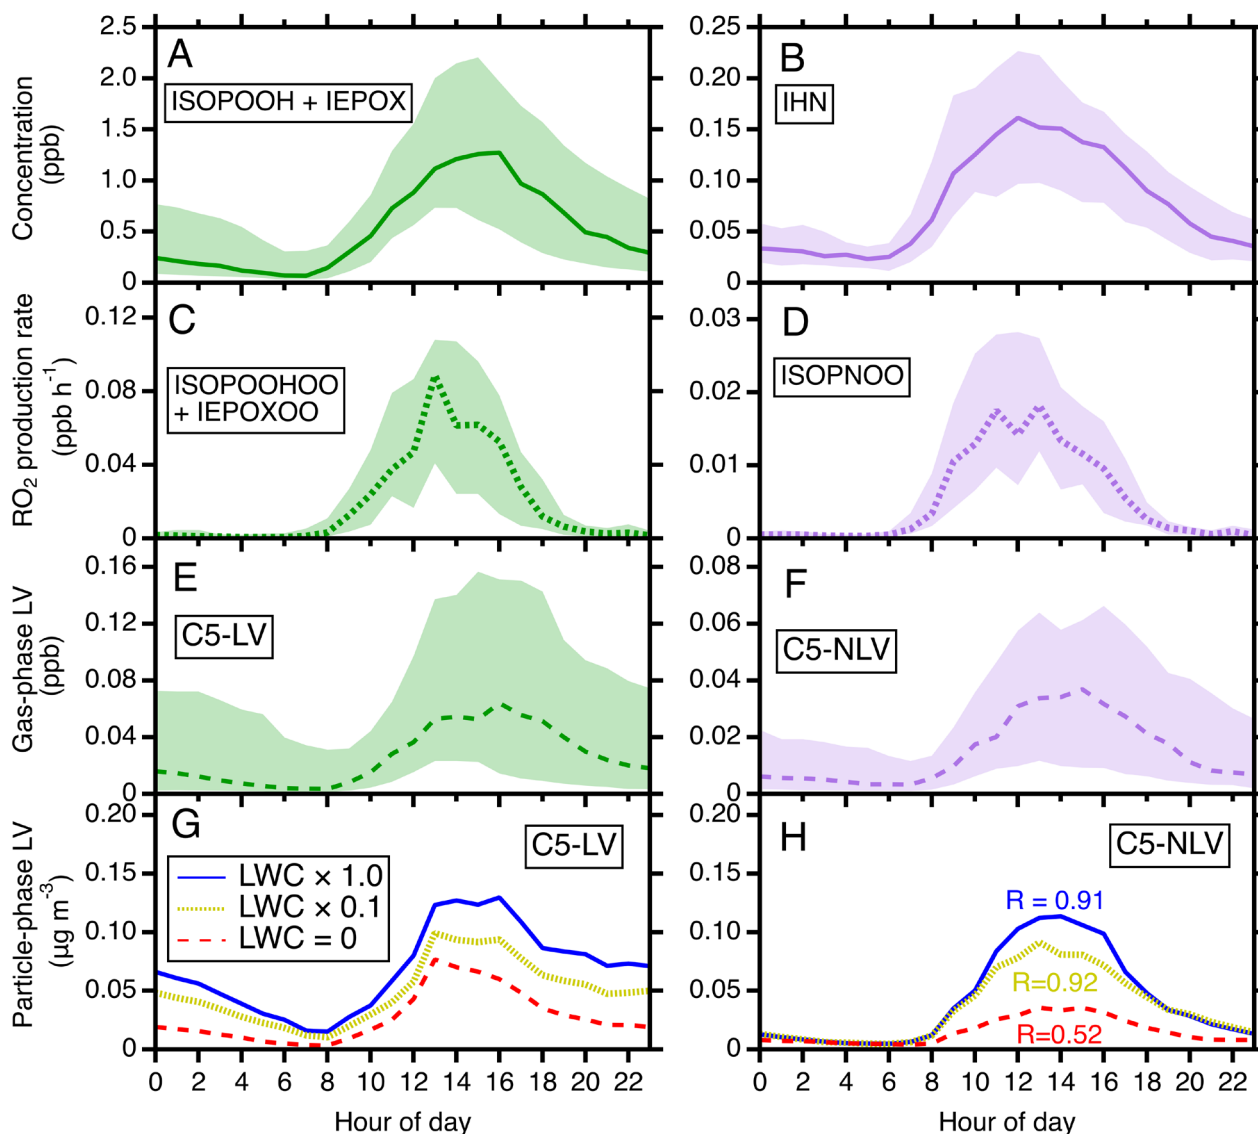 Concentration
(ppb)
2.5
2.0
1.5
1.0
0.5
0
A
ISOPOOH + IEPOX
0.25
0.20
0.15
0.10
0.05
0
B
IHN
RO2 production rate
(ppb h-1)
0.12
0.08
0.04
0
C
ISOPOOHOO
+ IEPOXOO
0.03
0.02
0.01
0
D
ISOPNOO
Gas-phase LV
(ppb)
0.16
0.12
0.08
0.04
0
E
C5-LV
0.08
0.06
0.04
0.02
0
F
C5-NLV
Particle-phase LV
(µg m-3)
0.20
0.15
0.10
0.05
0
G
C5-LV
LWC × 1.0
LWC × 0.1
LWC = 0
0 2 4 6 8 10 12 14 16 18 20 22
Hour of day
0.20
0.15
0.10
0.05
0
H
C5-NLV
R = 0.91
R=0.92
R=0.52
0 2 4 6 8 10 12 14 16 18 20 22
Hour of day